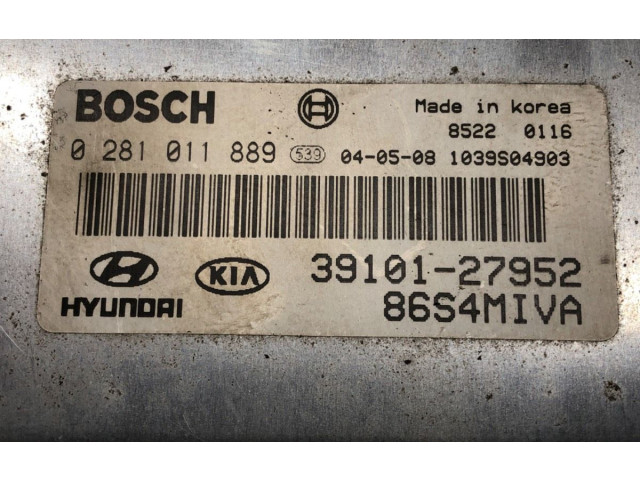 BOSCH
Made in korea
8522 0116
0 281 011 889 539 04-05-08 1039S04903
HYUNDAI
KIA
39101-27952
86S4MIVA